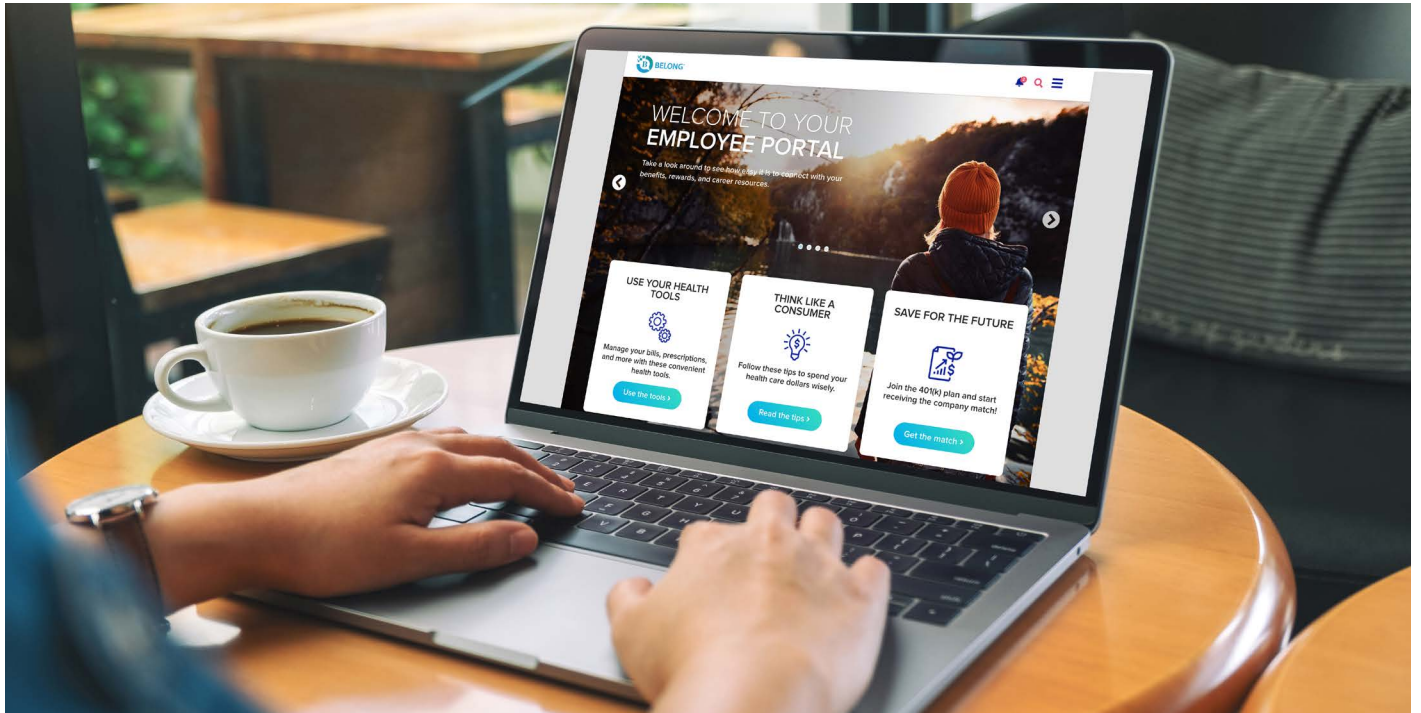 BELONG
WELCOME TO YOUR
EMPLOYEE PORTAL
Take a look around to see how easy it is to connect with your
benefits, rewards, and career resources.
USE YOUR HEALTH
TOOLS
Manage your bills, prescriptions,
and more with these convenient
health tools.
Use the tools >
THINK LIKE A
CONSUMER
Follow these tips to spend your
health care dollars wisely.
Read the tips >
SAVE FOR THE FUTURE
Join the 401(k) plan and start
receiving the company match!
Get the match >